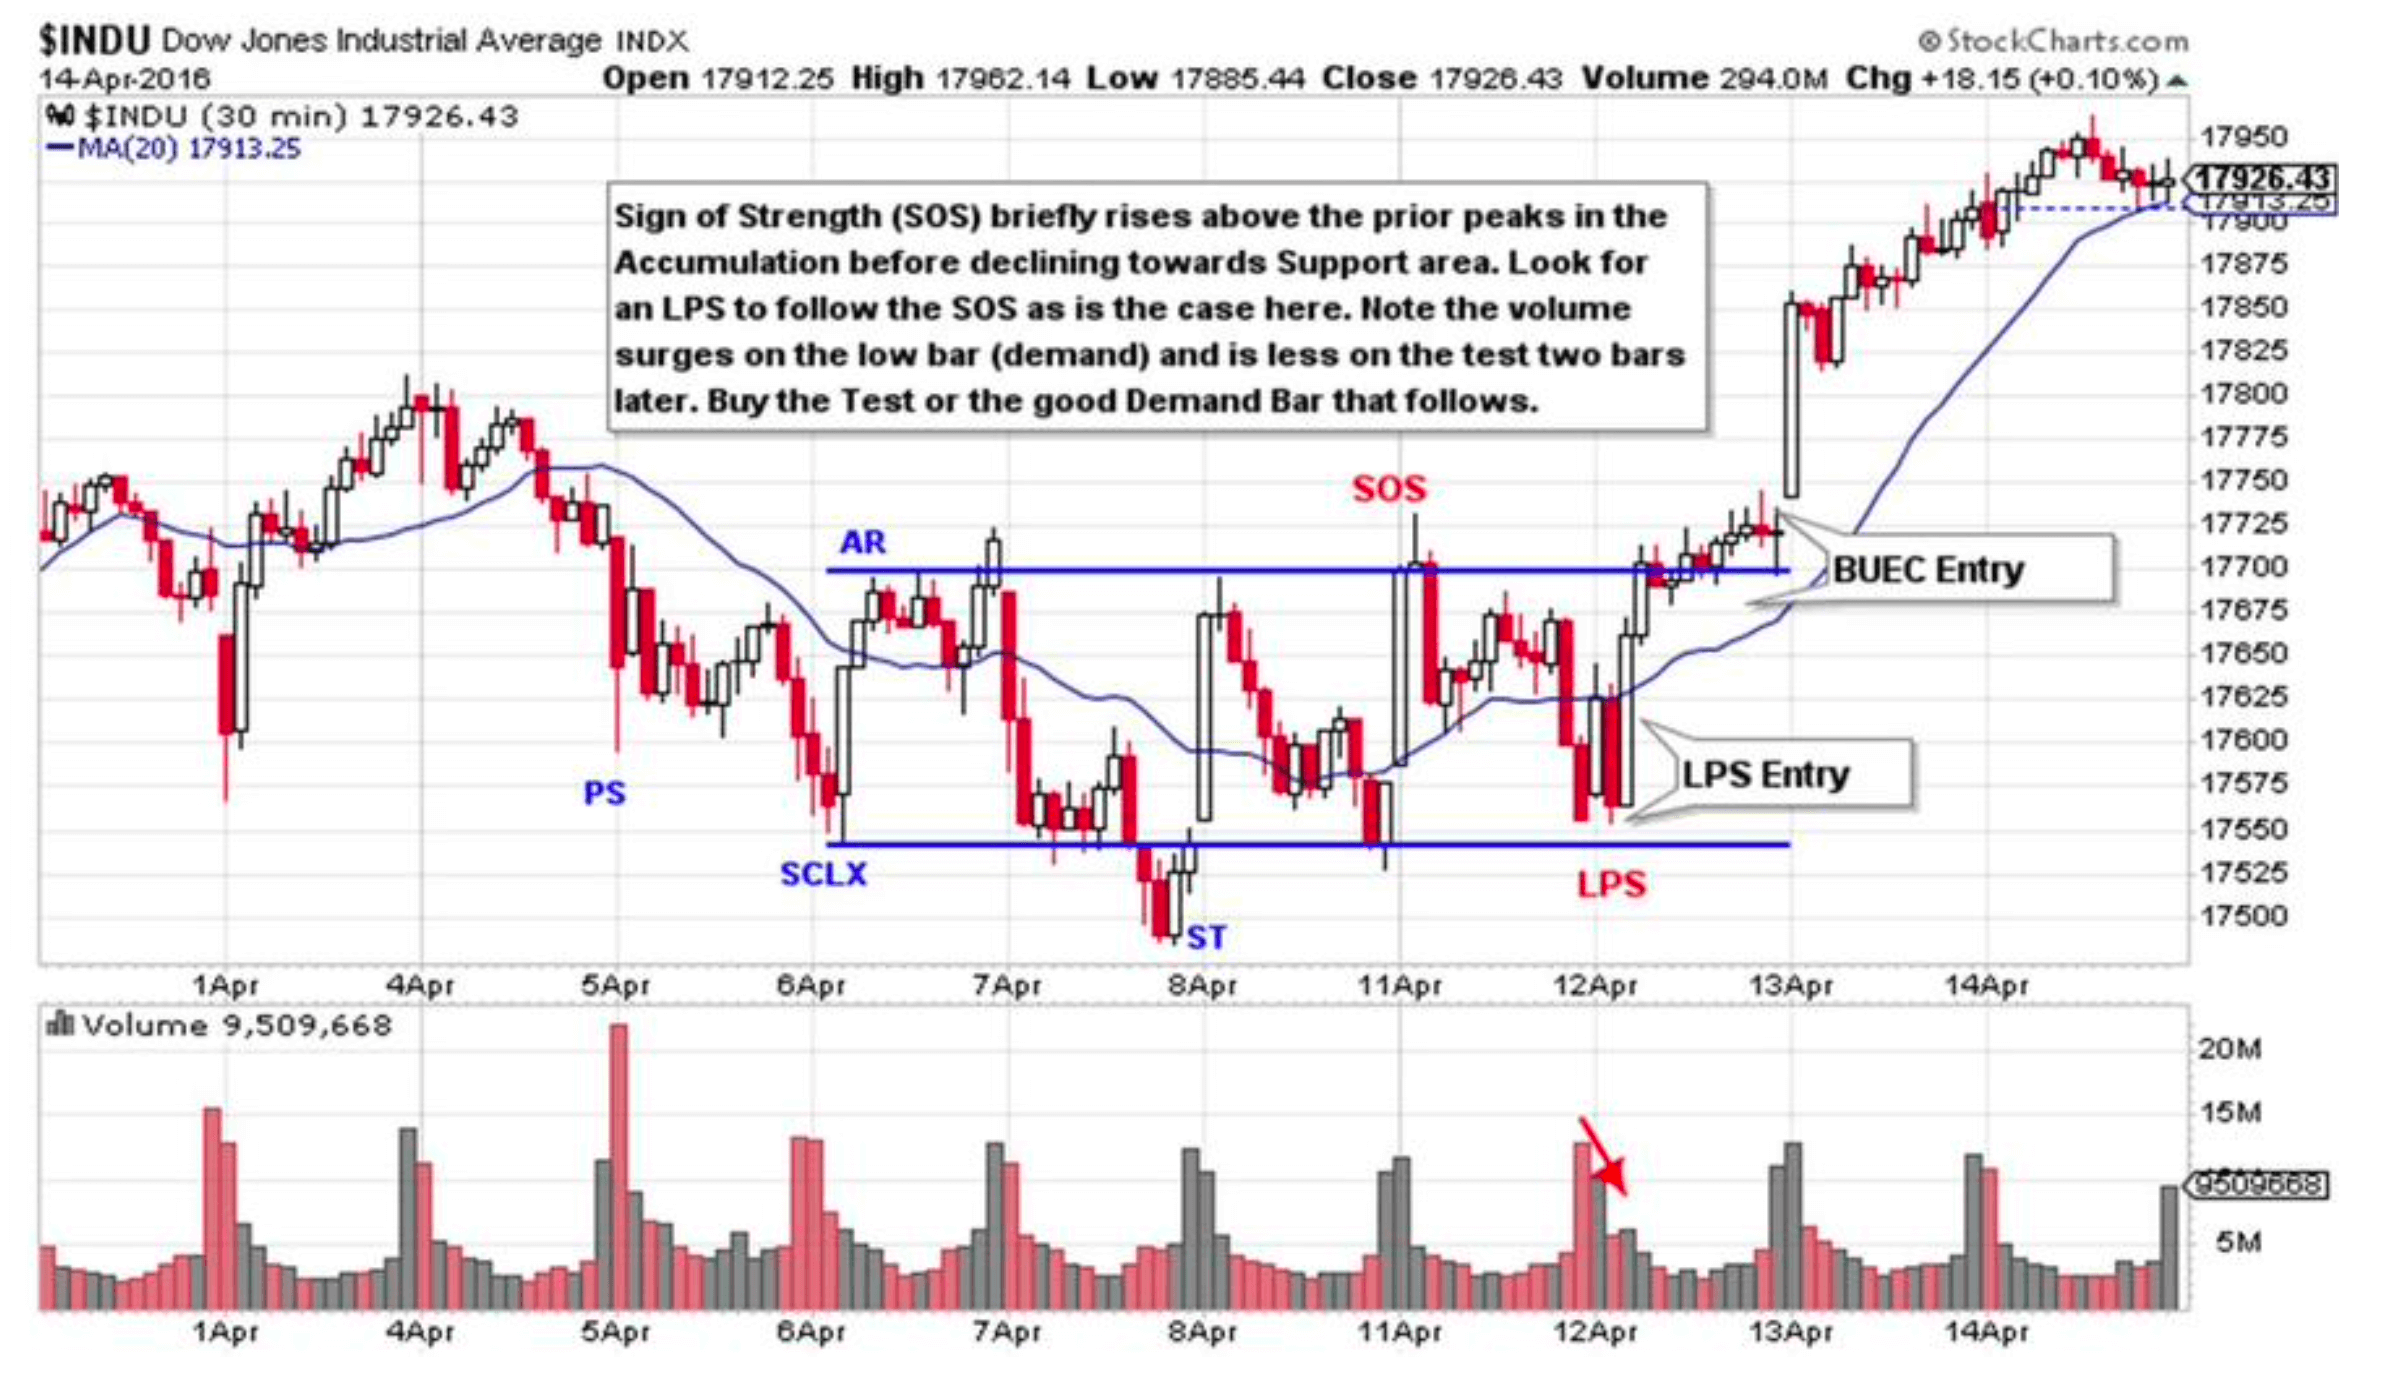 $INDU Dow Jones Industrial Average INDX
© StockCharts.com
14-Apr-2016
Open 17912.25 High 17962.14 Low 17885.44 Close 17926.43 Volume 294.0M Chg +18.15 (+0.10%)
$INDU (30 min) 17926.43
MA(20) 17913.25
Sign of Strength (SOS) briefly rises above the prior peaks in the
Accumulation before declining towards Support area. Look for
an LPS to follow the SOS as is the case here. Note the volume
surges on the low bar (demand) and is less on the test two bars
later. Buy the Test or the good Demand Bar that follows.
17950
17926.43
17913.25
17900
17875
17850
17825
17800
17775
17750
17725
17700
17675
17650
17625
17600
17575
17550
17525
17500
SOS
AR
BUEC Entry
PS
LPS Entry
SCLX
LPS
ST
1Apr 4Apr 5Apr 6Apr 7Apr 8Apr 11Apr 12Apr 13Apr 14Apr
Volume 9,509,668
20M
15M
9509668
5M
1Apr 4Apr 5Apr 6Apr 7Apr 8Apr 11Apr 12Apr 13Apr 14Apr